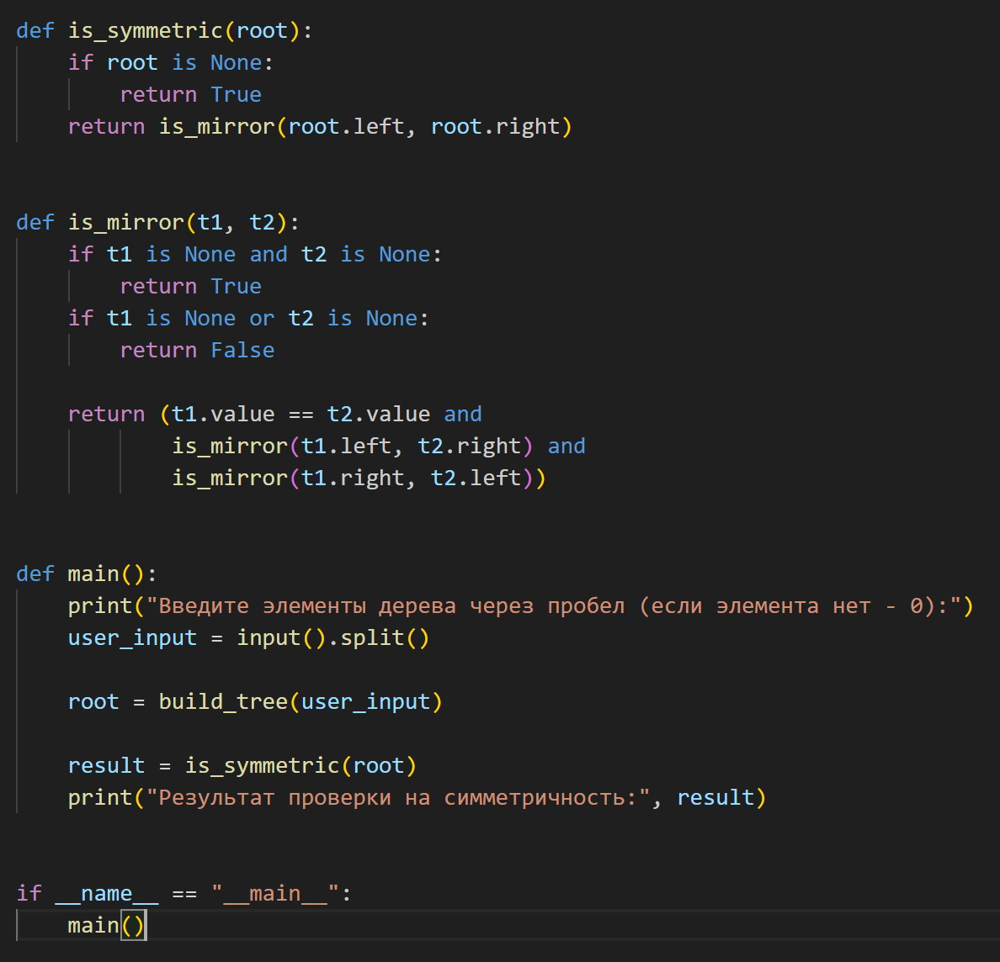 def is_symmetric(root):
    if root is None:
        return True
    return is_mirror(root.left, root.right)
def is_mirror(t1, t2):
    if t1 is None and t2 is None:
        return True
    if t1 is None or t2 is None:
        return False
    return (t1.value == t2.value and
            is_mirror(t1.left, t2.right) and
            is_mirror(t1.right, t2.left))
def main():
    print("Введите элементы дерева через пробел (если элемента нет - 0):")
    user_input = input().split()
    root = build_tree(user_input)
    result = is_symmetric(root)
    print("Результат проверки на симметричность:", result)
if __name__ == "__main__":
    main()